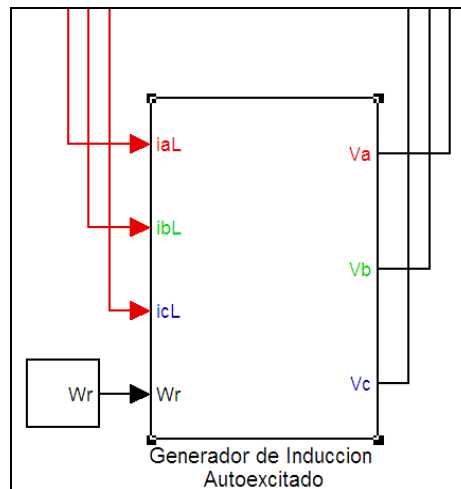 iaL
Va
ibL
Vb
icL
Vc
Wr
Wr
Generador de Induccion
Autoexcitado